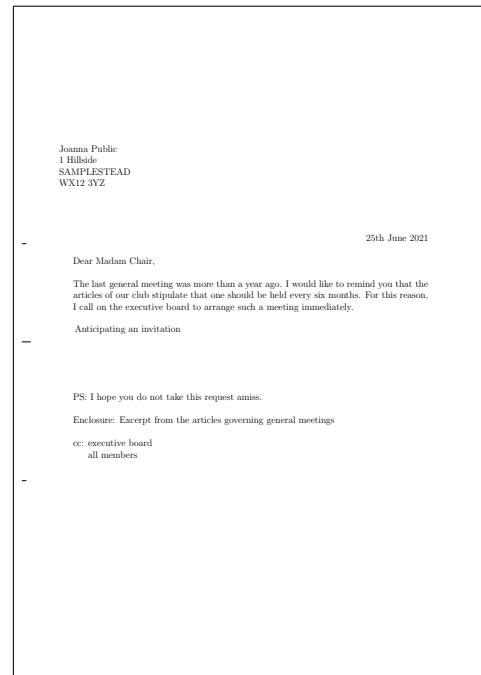 Joanna Public
1 Hillside
SAMPLESTEAD
WX12 3YZ
25th June 2021
Dear Madam Chair,
The last general meeting was more than a year ago. I would like to remind you that the
articles of our club stipulate that one should be held every six months. For this reason,
I call on the executive board to arrange such a meeting immediately.
Anticipating an invitation
PS: I hope you do not take this request amiss.
Enclosure: Excerpt from the articles governing general meetings
cc: executive board
all members